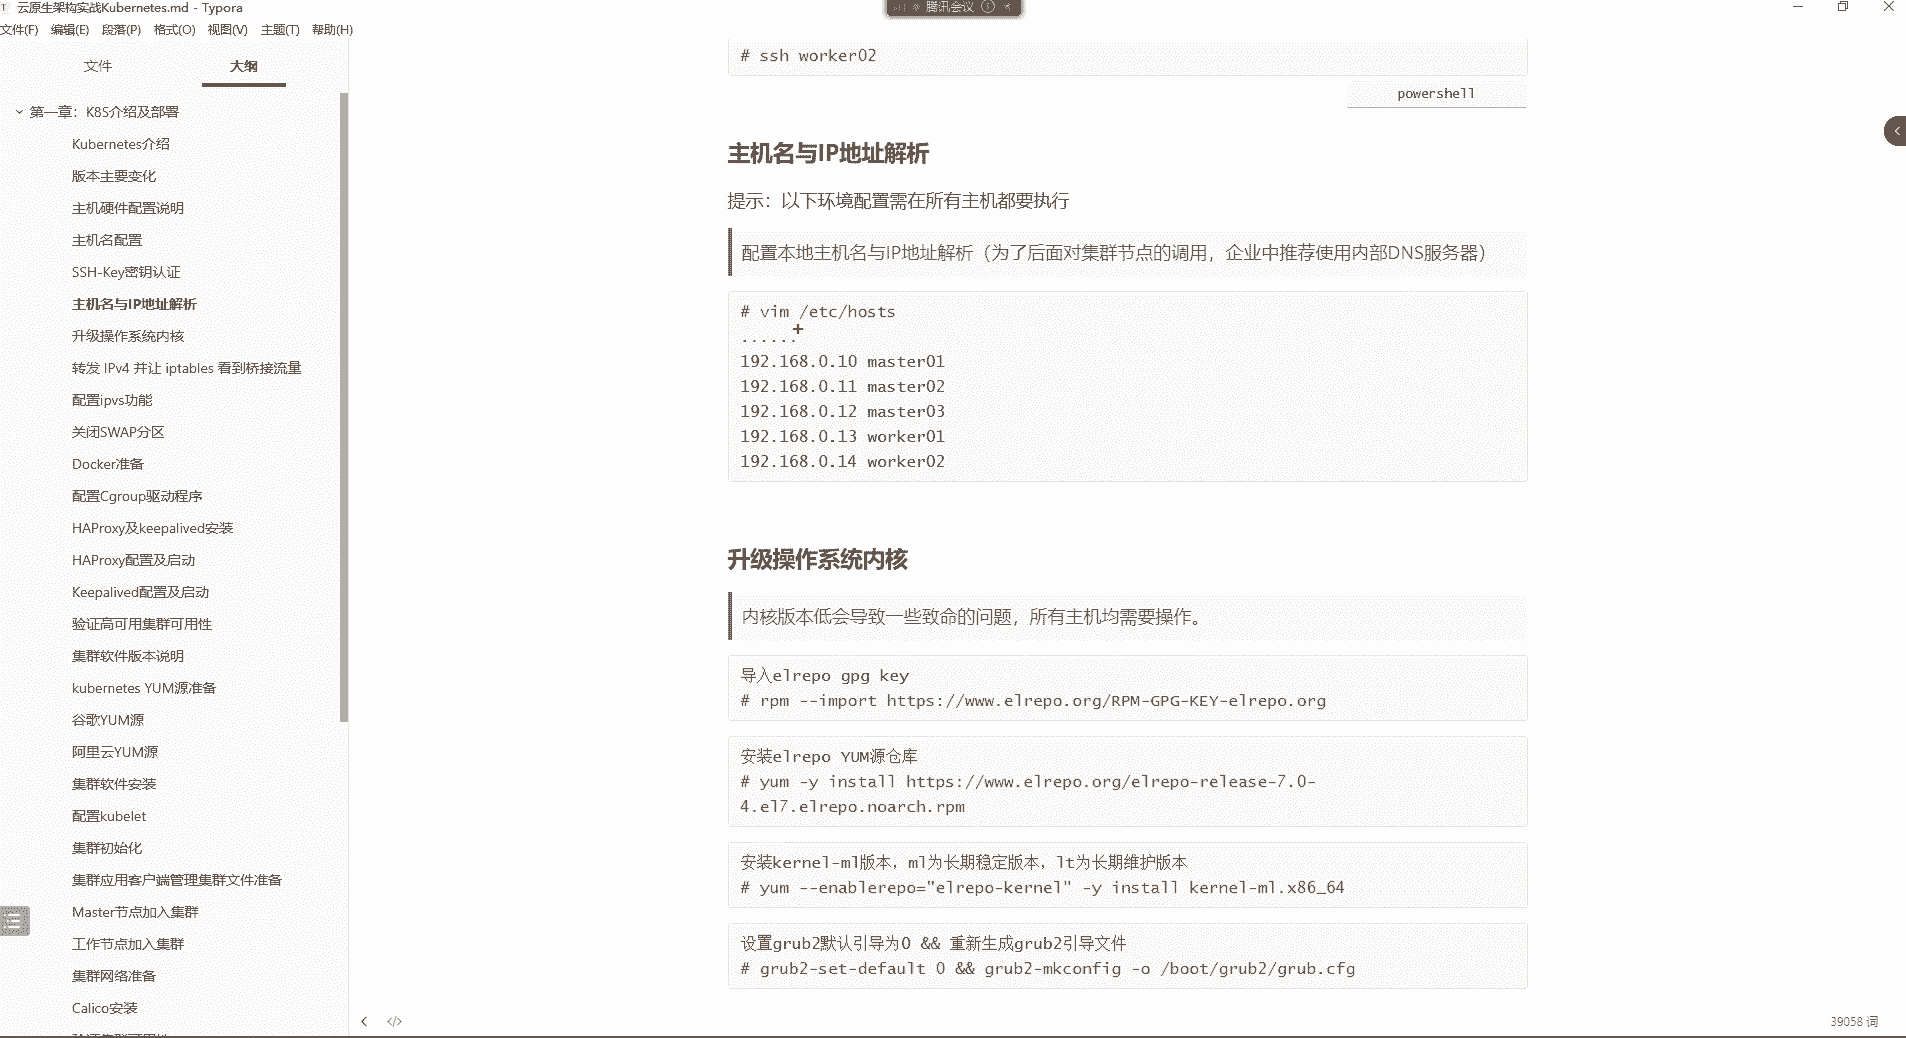 云原生架构实战Kubernetes.md - Typora
腾讯会议
文件(F) 编辑(E) 段落(P) 格式(O) 视图(V) 主题(T) 帮助(H)
文件 大纲
第一章：K8S介绍及部署
Kubernetes介绍
版本主要变化
主机硬件配置说明
主机名配置
SSH-Key密钥认证
主机名与IP地址解析
升级操作系统内核
转发 IPv4 并让 iptables 看到桥接流量
配置ipvs功能
关闭SWAP分区
Docker准备
配置Cgroup驱动程序
HAProxy及keepalived安装
HAProxy配置及启动
Keepalived配置及启动
验证高可用集群可用性
集群软件版本说明
kubernetes YUM源准备
谷歌YUM源
阿里云YUM源
集群软件安装
配置kubelet
集群初始化
集群应用客户端管理集群文件准备
Master节点加入集群
工作节点加入集群
集群网络准备
Calico安装
# ssh worker02
powershell
主机名与IP地址解析
提示：以下环境配置需在所有主机都要执行
配置本地主机名与IP地址解析（为了后面对集群节点的调用，企业中推荐使用内部DNS服务器）
# vim /etc/hosts
......
192.168.0.10 master01
192.168.0.11 master02
192.168.0.12 master03
192.168.0.13 worker01
192.168.0.14 worker02
升级操作系统内核
内核版本低会导致一些致命的问题，所有主机均需要操作。
导入elrepo gpg key
# rpm --import https://www.elrepo.org/RPM-GPG-KEY-elrepo.org
安装elrepo YUM源仓库
# yum -y install https://www.elrepo.org/elrepo-release-7.0-
4.el7.elrepo.noarch.rpm
安装kernel-ml版本，ml为长期稳定版本，lt为长期维护版本
# yum --enablerepo="elrepo-kernel" -y install kernel-ml.x86_64
设置grub2默认引导为0 && 重新生成grub2引导文件
# grub2-set-default 0 && grub2-mkconfig -o /boot/grub2/grub.cfg
39058 词